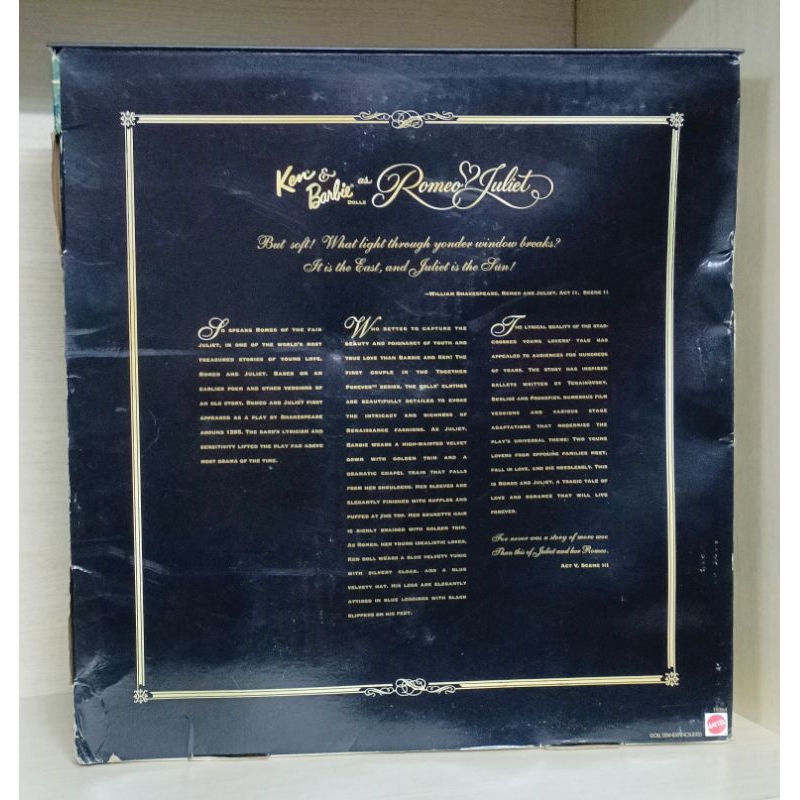 Ken & Barbie® as Romeo & Juliet
DOLLS
But soft! What light through yonder window breaks?
It is the East, and Juliet is the Sun!
—WILLIAM SHAKESPEARE, ROMEO AND JULIET, ACT II, SCENE II
SO SPEAKS ROMEO OF THE FAIR
JULIET, IN ONE OF THE WORLD'S MOST
TREASURED STORIES OF YOUNG LOVE,
ROMEO AND JULIET. BASED ON AN
EARLIER POEM AND OTHER VERSIONS OF
AN OLD STORY, ROMEO AND JULIET FIRST
APPEARED AS A PLAY BY SHAKESPEARE
AROUND 1595. THE BARD'S LYRICISM AND
SENSITIVITY LIFTED THE PLAY FAR ABOVE
MOST DRAMA OF THE TIME.
WHO BETTER TO CAPTURE THE
BEAUTY AND POIGNANCY OF YOUTH AND
TRUE LOVE THAN BARBIE AND KEN! THE
FIRST COUPLE IN THE TOGETHER
FOREVER™ SERIES, THE DOLLS' CLOTHES
ARE BEAUTIFULLY DETAILED TO EVOKE
THE INTRICACY AND RICHNESS OF
RENAISSANCE FASHIONS. AS JULIET,
BARBIE WEARS A HIGH-WAISTED VELVET
GOWN WITH GOLDEN TRIM AND A
DRAMATIC CHAPEL TRAIN THAT FALLS
FROM HER SHOULDERS. HER SLEEVES ARE
ELEGANTLY FINISHED WITH RUFFLES AND
PUFFED AT THE TOP. HER BRUNETTE HAIR
IS RICHLY BRAIDED WITH GOLDEN TRIM.
AS ROMEO, HER YOUNG IDEALISTIC LOVER,
KEN DOLL WEARS A BLUE VELVETY TUNIC
WITH SILVERY CLOAK, AND A BLUE
VELVETY HAT. HIS LEGS ARE ELEGANTLY
ATTIRED IN BLUE LEGGINGS WITH BLACK
SLIPPERS ON HIS FEET.
THE LYRICAL QUALITY OF THE STAR-
CROSSED YOUNG LOVERS' TALE HAS
APPEALED TO AUDIENCES FOR HUNDREDS
OF YEARS. THE STORY HAS INSPIRED
BALLETS WRITTEN BY TCHAIKOVSKY,
BERLIOZ AND PROKOFIEV, NUMEROUS FILM
VERSIONS AND VARIOUS STAGE
ADAPTATIONS THAT MODERNIZE THE
PLAY'S UNIVERSAL THEME: TWO YOUNG
LOVERS FROM OPPOSING FAMILIES MEET,
FALL IN LOVE, AND DIE NEEDLESSLY. THIS
IS ROMEO AND JULIET, A TRAGIC TALE OF
LOVE AND ROMANCE THAT WILL LIVE
FOREVER.
For never was a story of more woe
Than this of Juliet and her Romeo.
ACT V, SCENE III
MATTEL